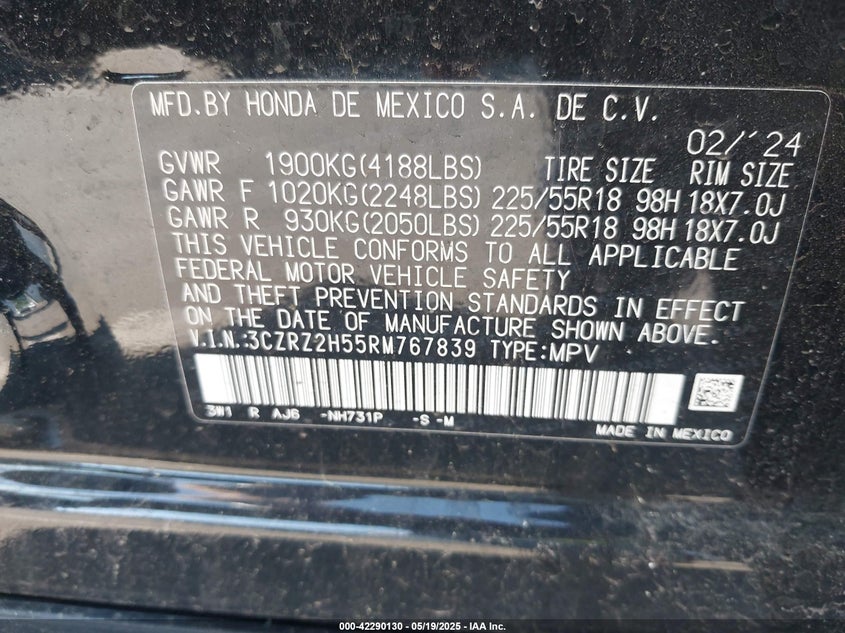 MFD.BY HONDA DE MEXICO S.A. DE C.V.
02/'24
GVWR 1900KG(4188LBS) TIRE SIZE RIM SIZE
GAWR F 1020KG(2248LBS) 225/55R18 98H 18X7.0J
GAWR R 930KG(2050LBS) 225/55R18 98H 18X7.0J
THIS VEHICLE CONFORMS TO ALL APPLICABLE
FEDERAL MOTOR VEHICLE SAFETY
AND THEFT PREVENTION STANDARDS IN EFFECT
ON THE DATE OF MANUFACTURE SHOWN ABOVE.
V.I.N.:3CZRZ2H55RM767839 TYPE:MPV
3W1 R AJ6 -NH731P -S -M
MADE IN MEXICO
000-42290130 - 05/19/2025 - IAA Inc.